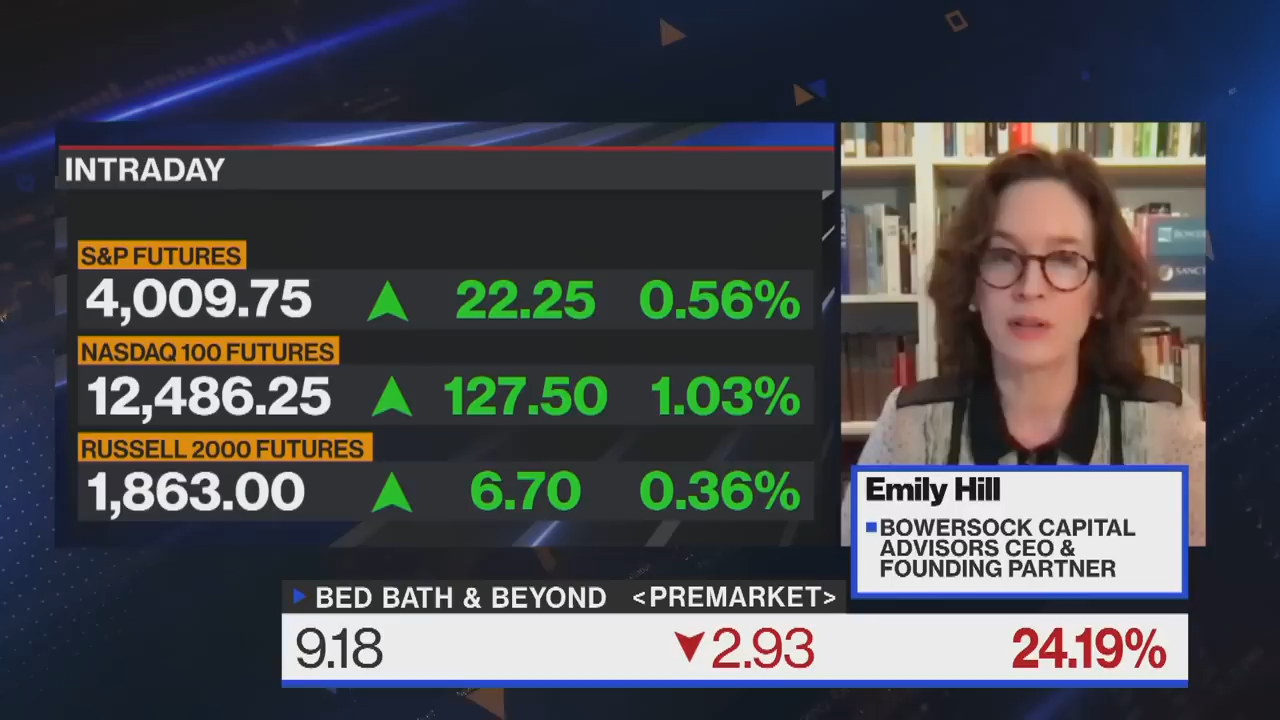 INTRADAY
S&P FUTURES
4,009.75 ▲ 22.25 0.56%
NASDAQ 100 FUTURES
12,486.25 ▲ 127.50 1.03%
RUSSELL 2000 FUTURES
1,863.00 ▲ 6.70 0.36%
Emily Hill
BOWERSOCK CAPITAL
ADVISORS CEO &
FOUNDING PARTNER
BED BATH & BEYOND <PREMARKET>
9.18 ▼ 2.93 24.19%